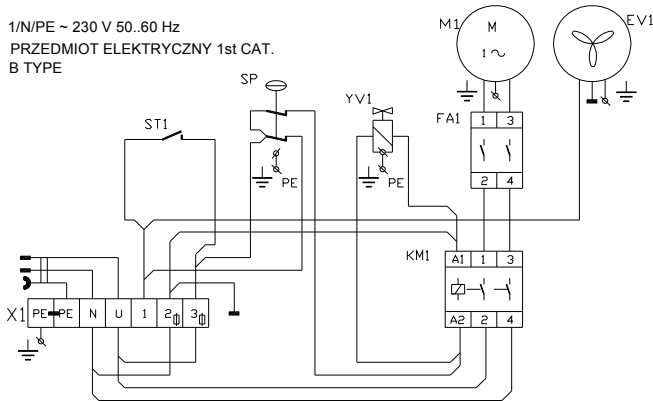 1/N/PE ~ 230 V 50..60 Hz
PRZEDMIOT ELEKTRYCZNY 1st CAT.
B TYPE
M1
M
1 ~
EV1
SP
YV1
FA1
1 3
ST1
PE
PE
2 4
KM1
A1 1 3
X1
PE PE N U 1 2 3
A2 2 4